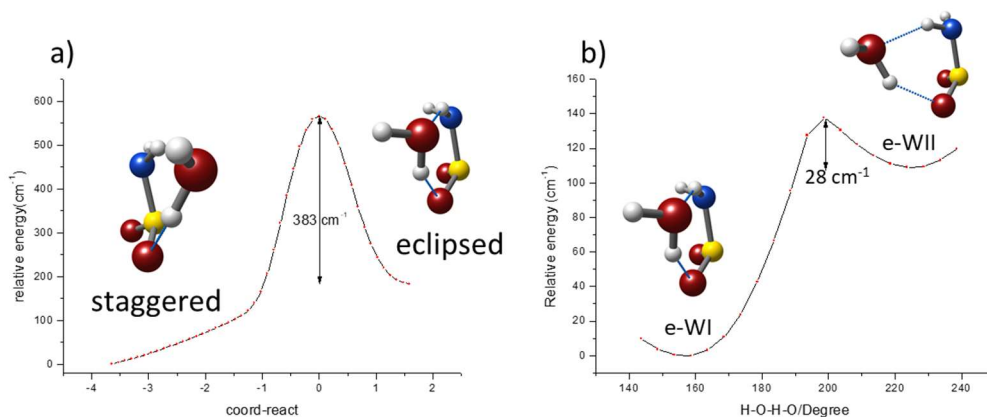 a)
relative energy(cm⁻¹)
600
500
400
300
200
100
0
-4
-3
-2
-1
0
1
2
coord-react
staggered
383 cm⁻¹
eclipsed
b)
Relative energy (cm⁻¹)
160
140
120
100
80
60
40
20
0
-20
140
160
180
200
220
240
H-O-H-O/Degree
e-WI
28 cm⁻¹
e-WII